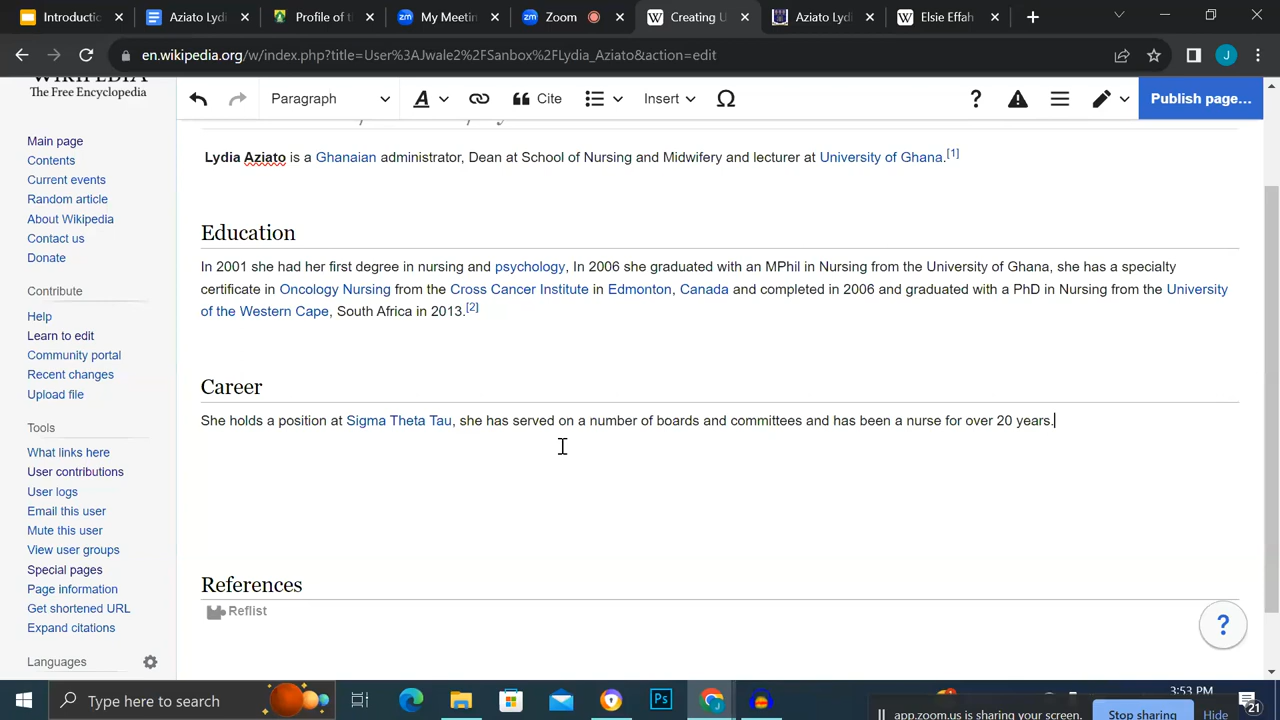 Introductic
Aziato Lydi
Profile of t
My Meetin
Zoom
Creating U
Aziato Lydi
Elsie Effah
en.wikipedia.org/w/index.php?title=User%3AJwale2%2FSanbox%2FLydia_Aziato&action=edit
J
WIKIPEDIA
The Free Encyclopedia
Paragraph
A
Cite
Insert
Ω
?
Publish page...
Main page
Contents
Current events
Random article
About Wikipedia
Contact us
Donate
Contribute
Help
Learn to edit
Community portal
Recent changes
Upload file
Tools
What links here
User contributions
User logs
Email this user
Mute this user
View user groups
Special pages
Page information
Get shortened URL
Expand citations
Languages
Lydia Aziato is a Ghanaian administrator, Dean at School of Nursing and Midwifery and lecturer at University of Ghana.[1]
Education
In 2001 she had her first degree in nursing and psychology, In 2006 she graduated with an MPhil in Nursing from the University of Ghana, she has a specialty
certificate in Oncology Nursing from the Cross Cancer Institute in Edmonton, Canada and completed in 2006 and graduated with a PhD in Nursing from the University
of the Western Cape, South Africa in 2013.[2]
Career
She holds a position at Sigma Theta Tau, she has served on a number of boards and committees and has been a nurse for over 20 years.
References
Reflist
?
Type here to search
Ps
3:53 PM
21
app.zoom.us is sharing your screen.
Stop sharing
Hide